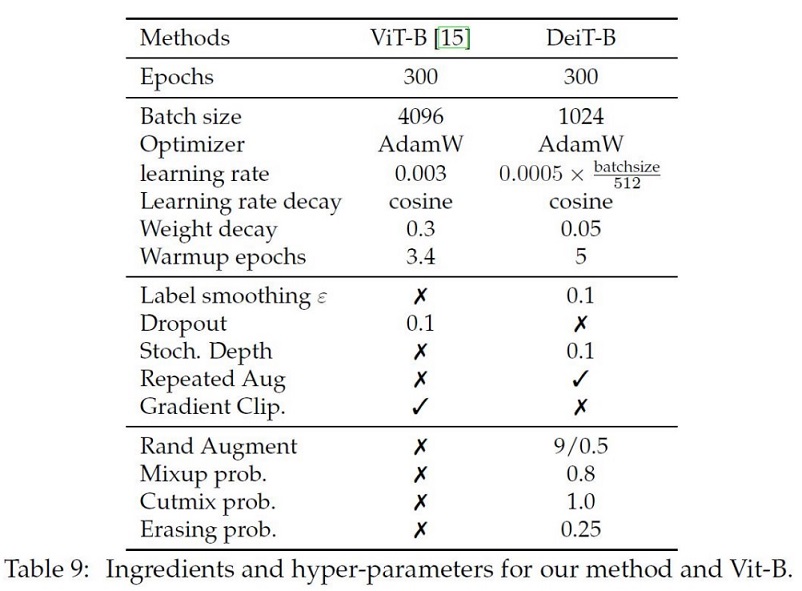 Methods ViT-B [15] DeiT-B
Epochs 300 300
Batch size 4096 1024
Optimizer AdamW AdamW
learning rate 0.003 0.0005 × batchsize/512
Learning rate decay cosine cosine
Weight decay 0.3 0.05
Warmup epochs 3.4 5
Label smoothing ε ✗ 0.1
Dropout 0.1 ✗
Stoch. Depth ✗ 0.1
Repeated Aug ✗ ✓
Gradient Clip. ✓ ✗
Rand Augment ✗ 9/0.5
Mixup prob. ✗ 0.8
Cutmix prob. ✗ 1.0
Erasing prob. ✗ 0.25
Table 9: Ingredients and hyper-parameters for our method and Vit-B.